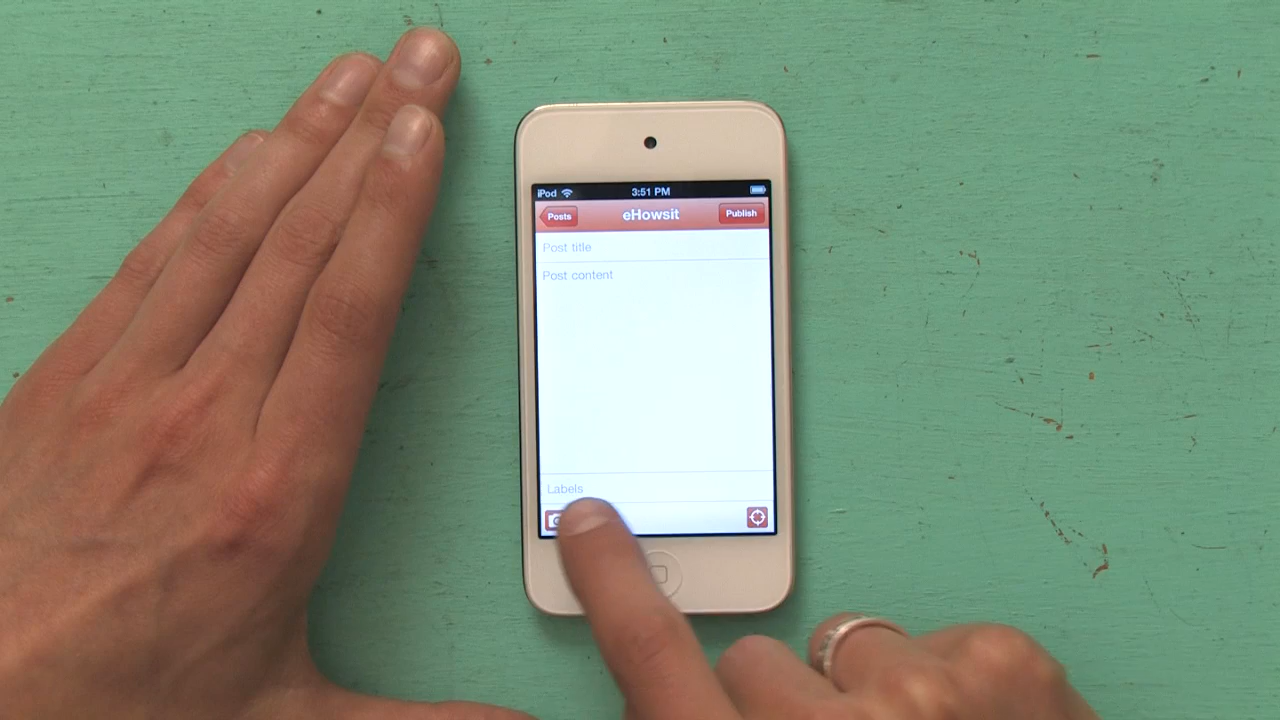 iPod 3:51 PM
Posts eHowsit Publish
Post title
Post content
Labels